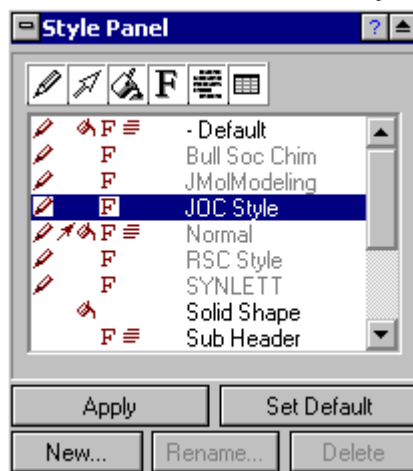 Style Panel ?
F
F - Default
F Bull Soc Chim
F JMolModeling
F JOC Style
F Normal
F RSC Style
F SYNLETT
Solid Shape
F Sub Header
Apply Set Default
New... Rename... Delete